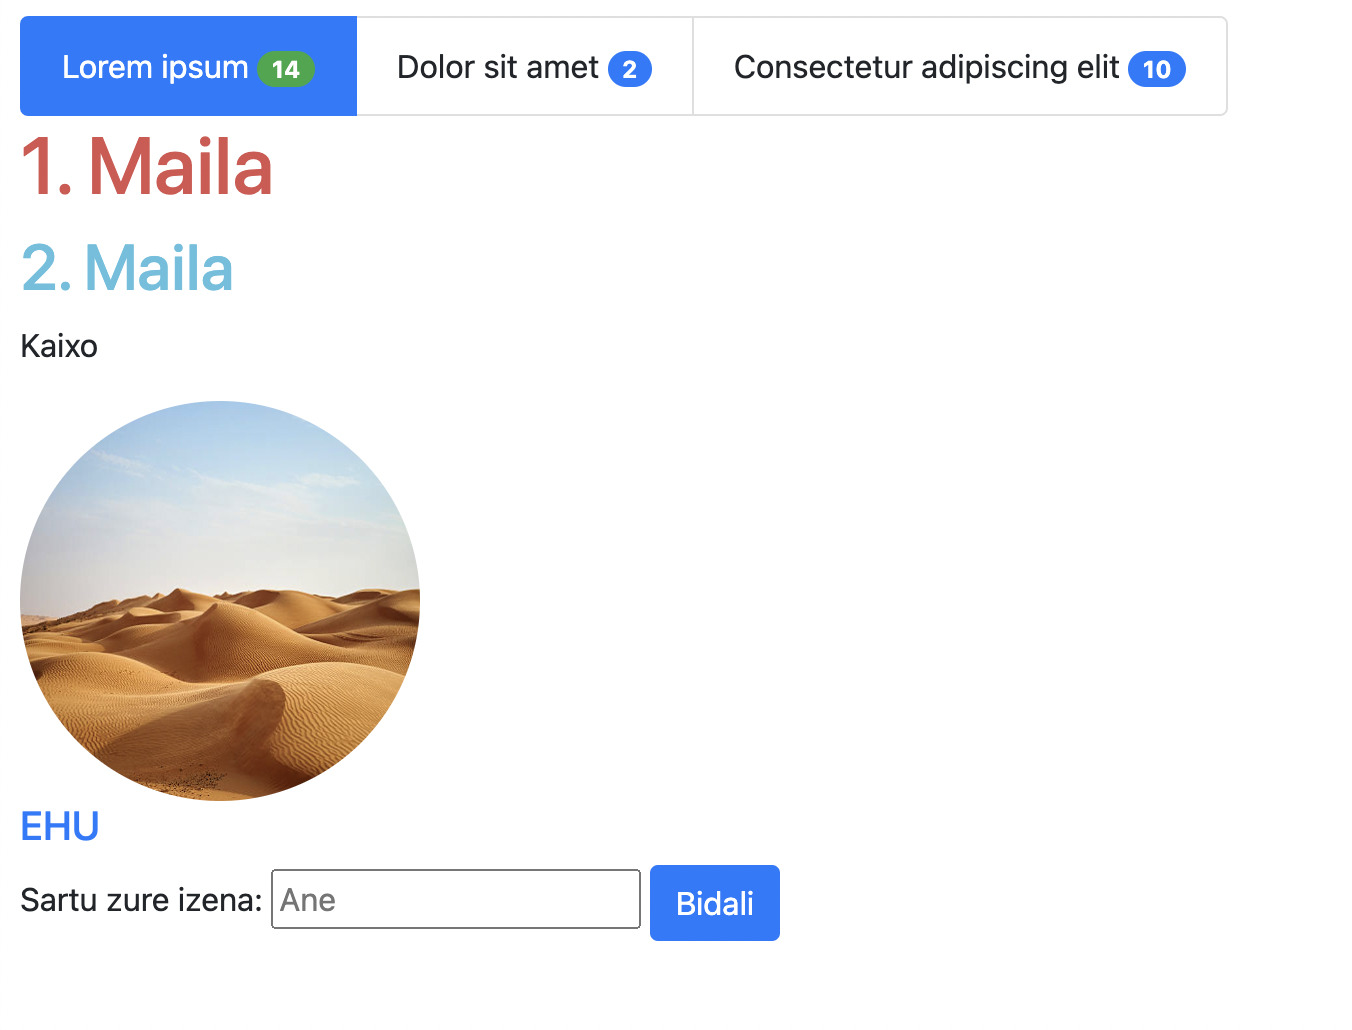 Lorem ipsum 14 Dolor sit amet 2 Consectetur adipiscing elit 10
1. Maila
2. Maila
Kaixo
EHU
Sartu zure izena: Ane Bidali